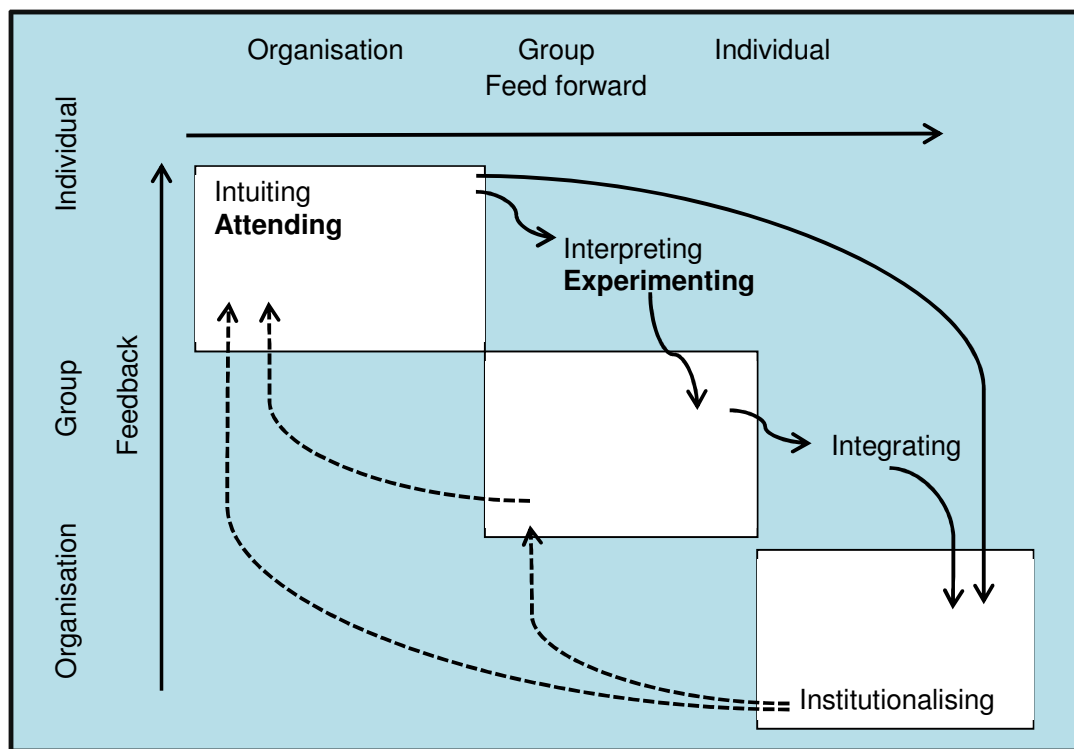 Organisation Group Individual
Feed forward
Individual
Group
Organisation
Feedback
Intuiting
Attending
Interpreting
Experimenting
Integrating
Institutionalising